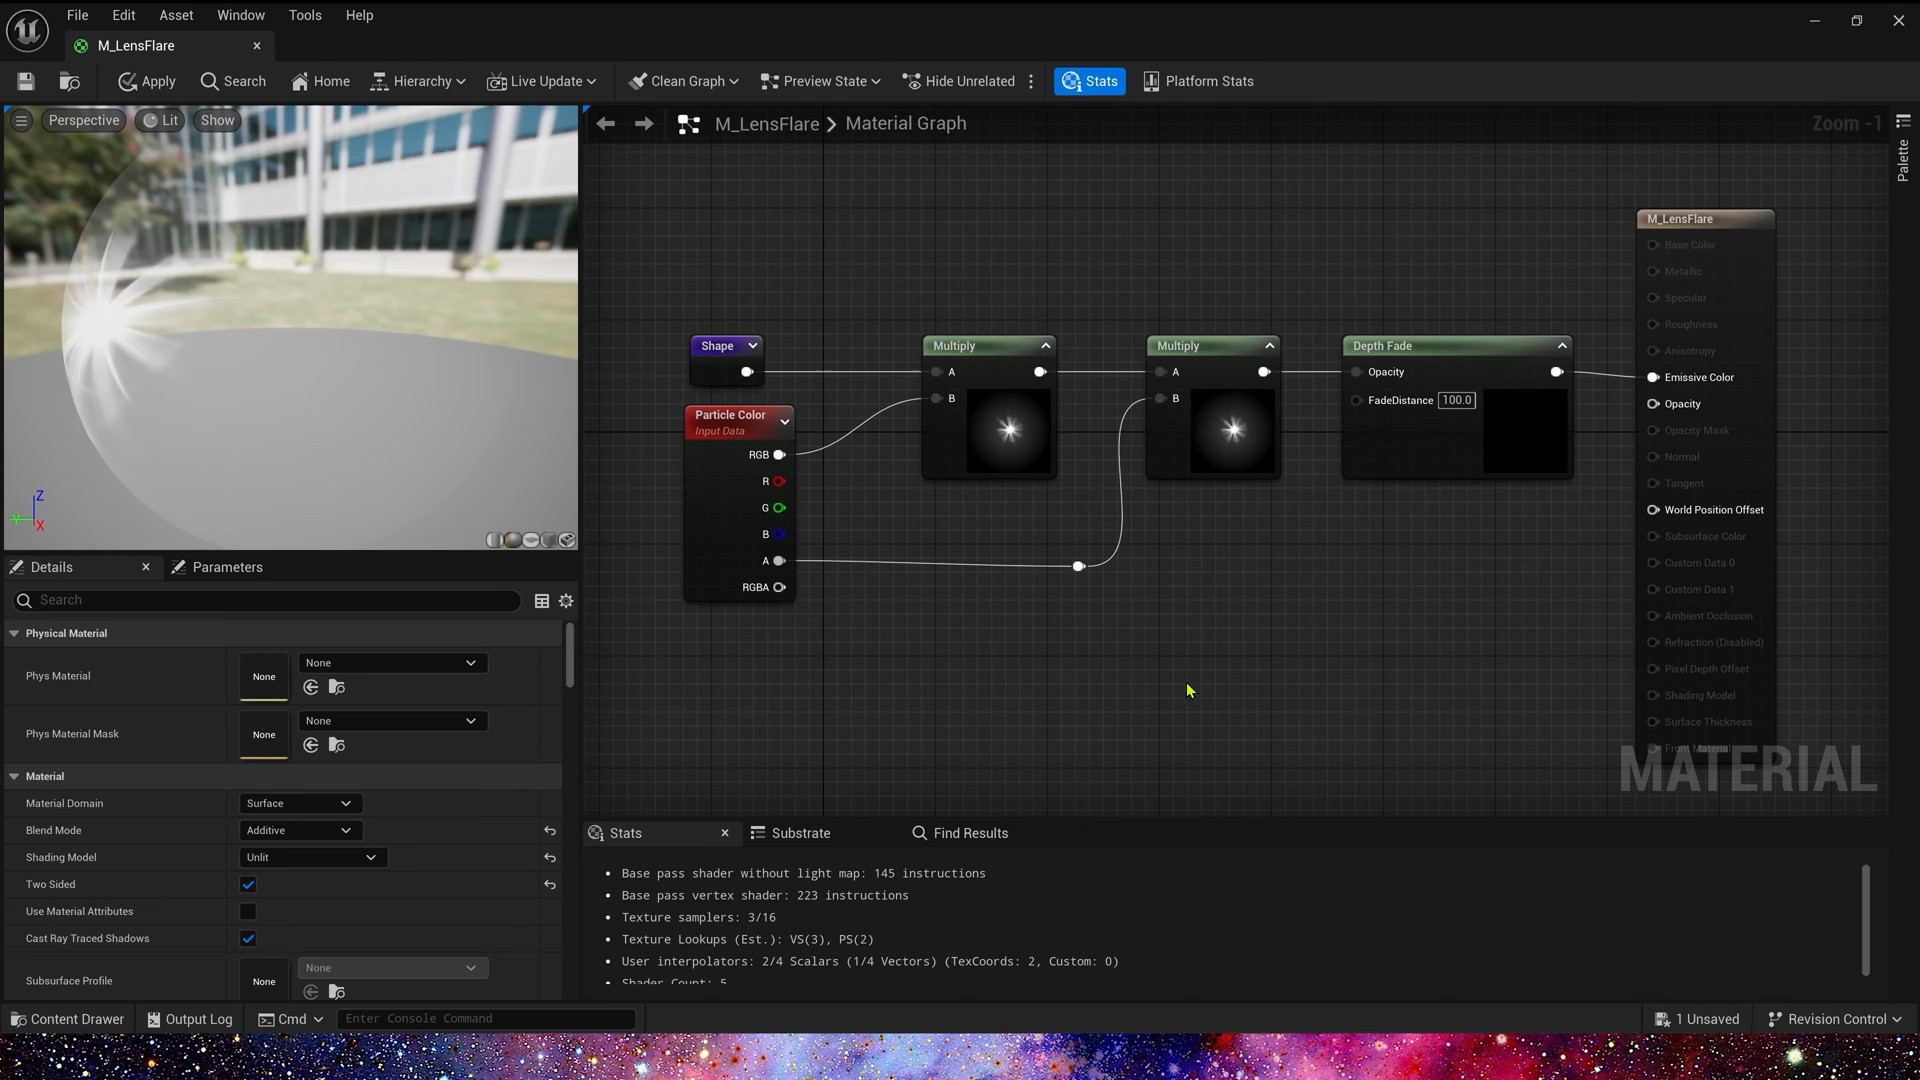 File Edit Asset Window Tools Help
M_LensFlare
Apply Search Home Hierarchy Live Update Clean Graph Preview State Hide Unrelated Stats Platform Stats
Perspective Lit Show
M_LensFlare > Material Graph
Zoom -1
Palette
Z
Y
X
Shape
Particle Color
Input Data
RGB
R
G
B
A
RGBA
Multiply
A
B
Multiply
A
B
Depth Fade
Opacity
FadeDistance 100.0
M_LensFlare
Base Color
Metallic
Specular
Roughness
Anisotropy
Emissive Color
Opacity
Opacity Mask
Normal
Tangent
World Position Offset
Subsurface Color
Custom Data 0
Custom Data 1
Ambient Occlusion
Refraction (Disabled)
Pixel Depth Offset
Shading Model
Surface Thickness
Front Material
MATERIAL
Details Parameters
Search
Physical Material
Phys Material None None
Phys Material Mask None None
Material
Material Domain Surface
Blend Mode Additive
Shading Model Unlit
Two Sided
Use Material Attributes
Cast Ray Traced Shadows
Subsurface Profile None None
Stats Substrate Find Results
• Base pass shader without light map: 145 instructions
• Base pass vertex shader: 223 instructions
• Texture samplers: 3/16
• Texture Lookups (Est.): VS(3), PS(2)
• User interpolators: 2/4 Scalars (1/4 Vectors) (TexCoords: 2, Custom: 0)
• Shader Count: 5
Content Drawer Output Log Cmd Enter Console Command 1 Unsaved Revision Control